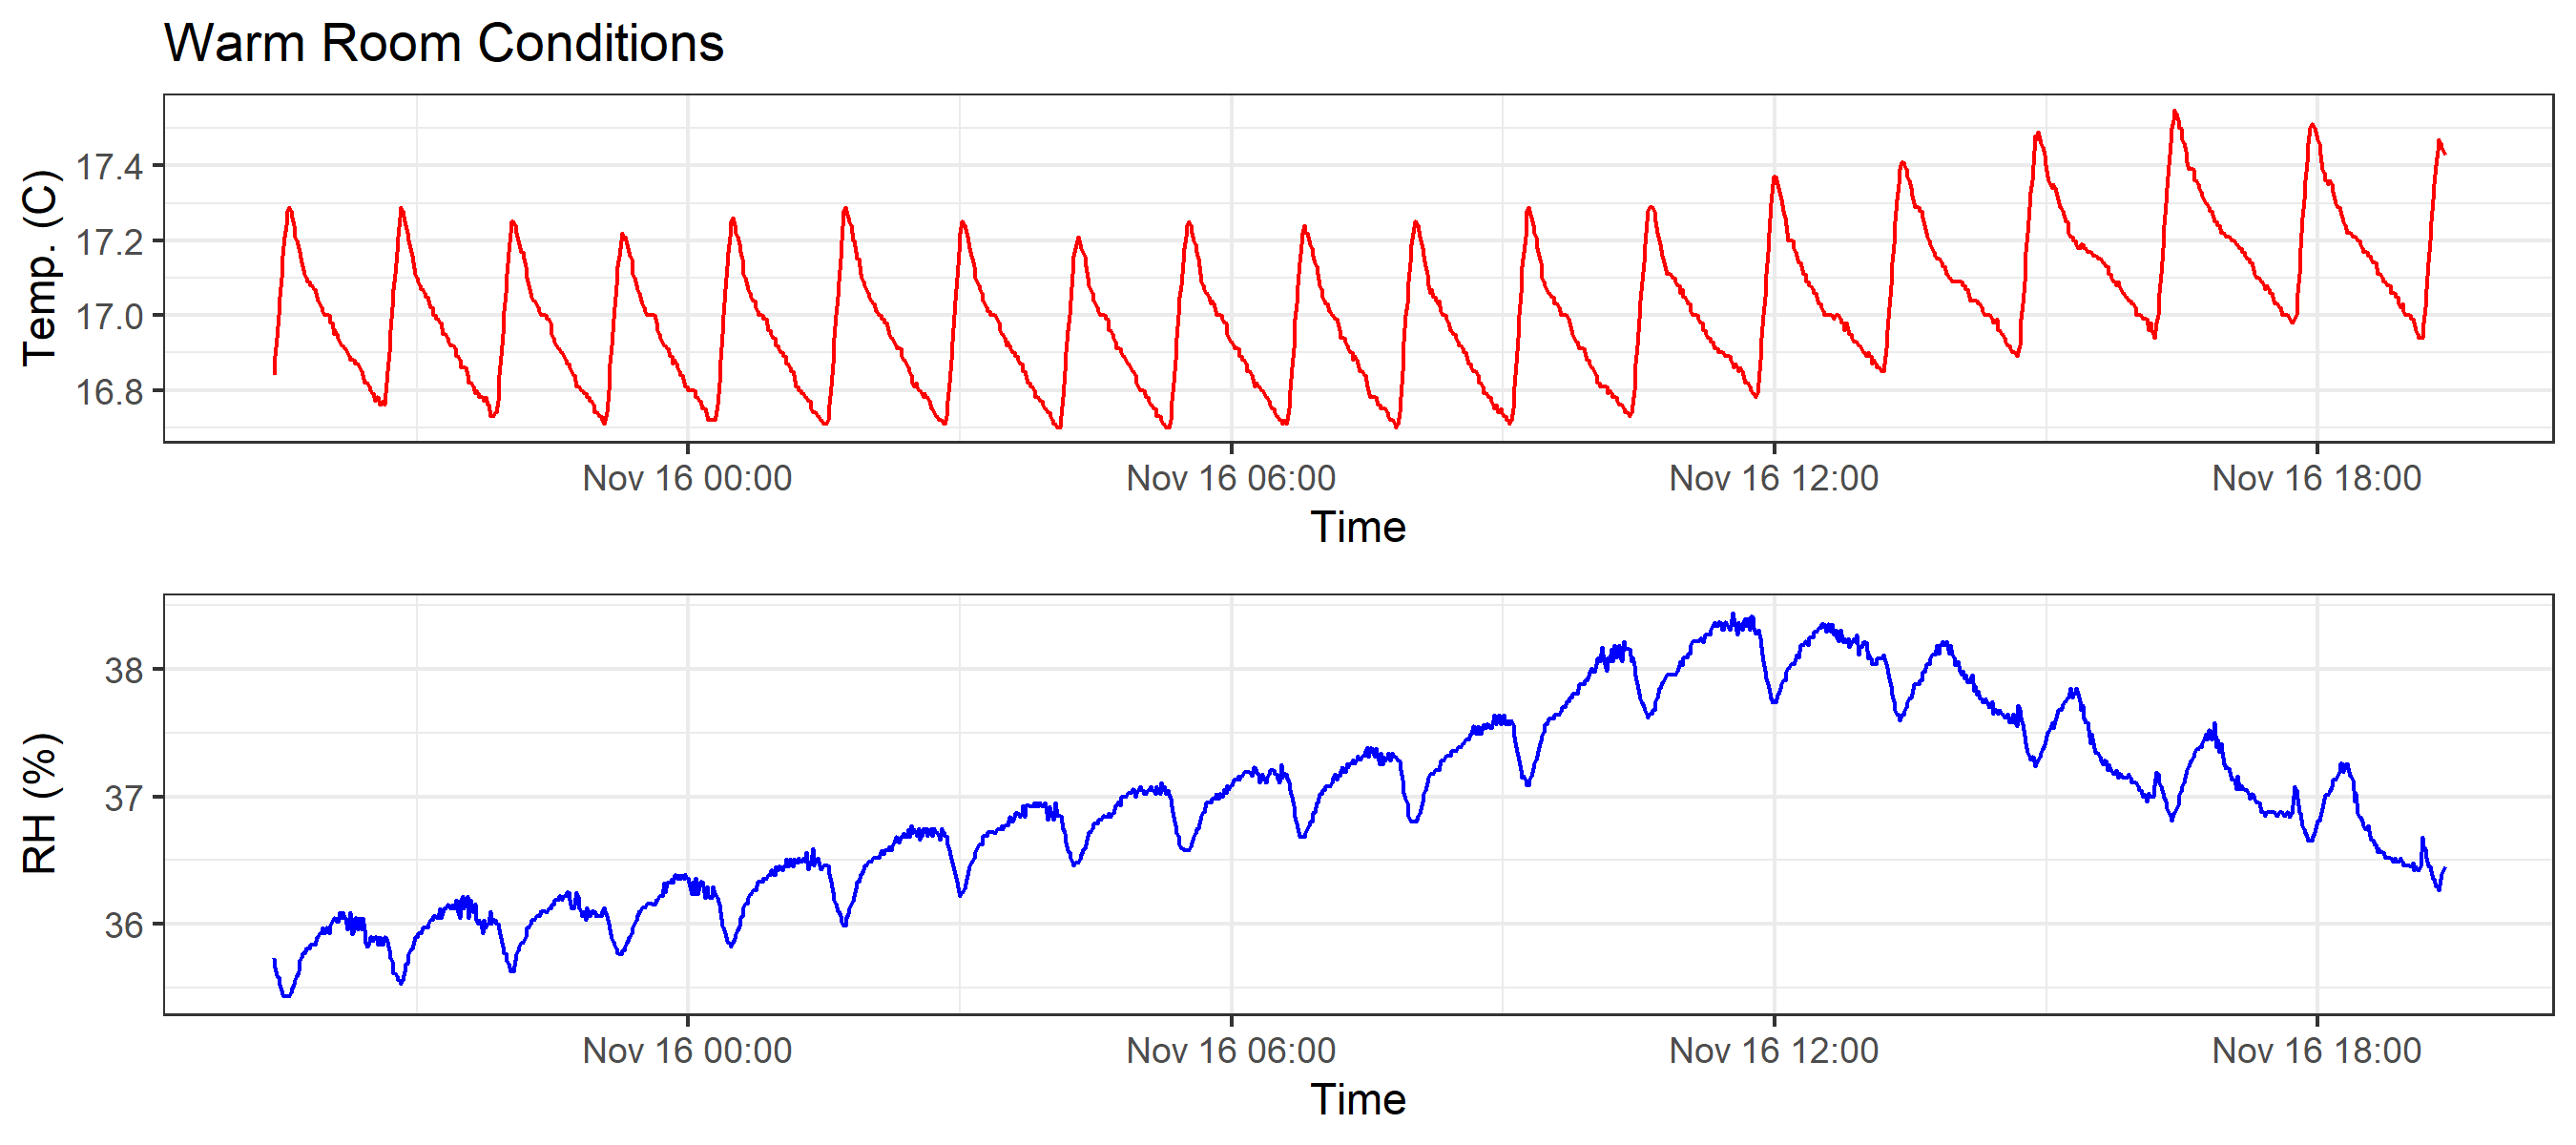 Warm Room Conditions
Temp. (C)
17.4
17.2
17.0
16.8
Nov 16 00:00 Nov 16 06:00 Nov 16 12:00 Nov 16 18:00
Time
RH (%)
38
37
36
Nov 16 00:00 Nov 16 06:00 Nov 16 12:00 Nov 16 18:00
Time